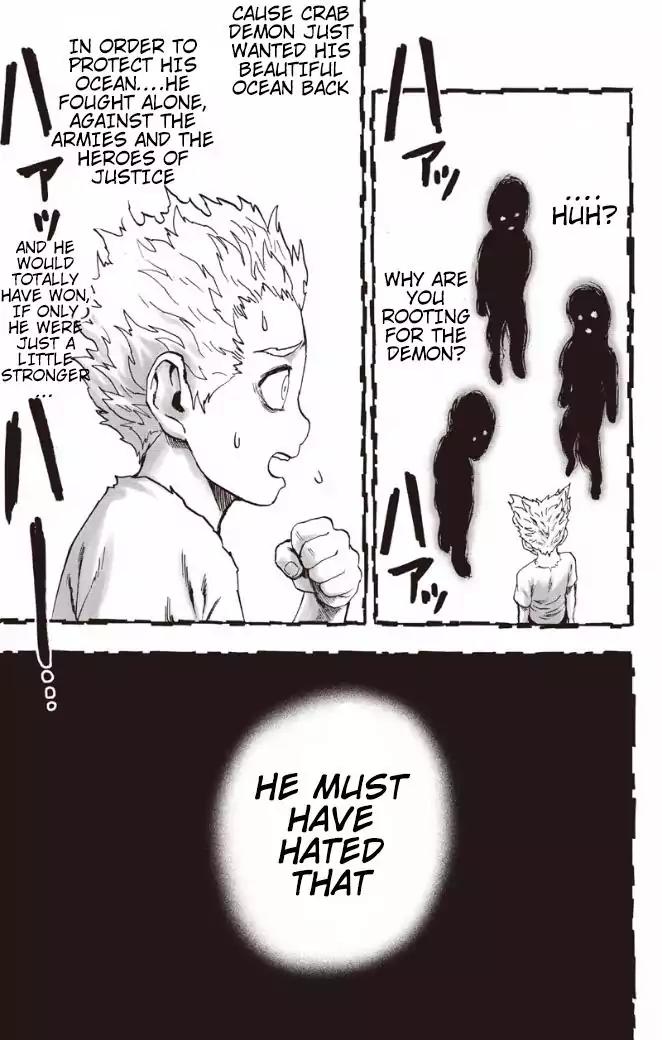 ....
HUH?
WHY ARE
YOU
ROOTING
FOR THE
DEMON?
ハ
アッ
ハ
アッ
CAUSE CRAB
DEMON JUST
WANTED HIS
BEAUTIFUL
OCEAN BACK
IN ORDER TO
PROTECT HIS
OCEAN....HE
FOUGHT ALONE,
AGAINST THE
ARMIES AND THE
HEROES OF
JUSTICE
AND HE
WOULD
TOTALLY
HAVE WON,
IF ONLY
HE WERE
JUST A
LITTLE
STRONGER
...
ハ
アッ
ハ
HE MUST
HAVE
HATED
THAT